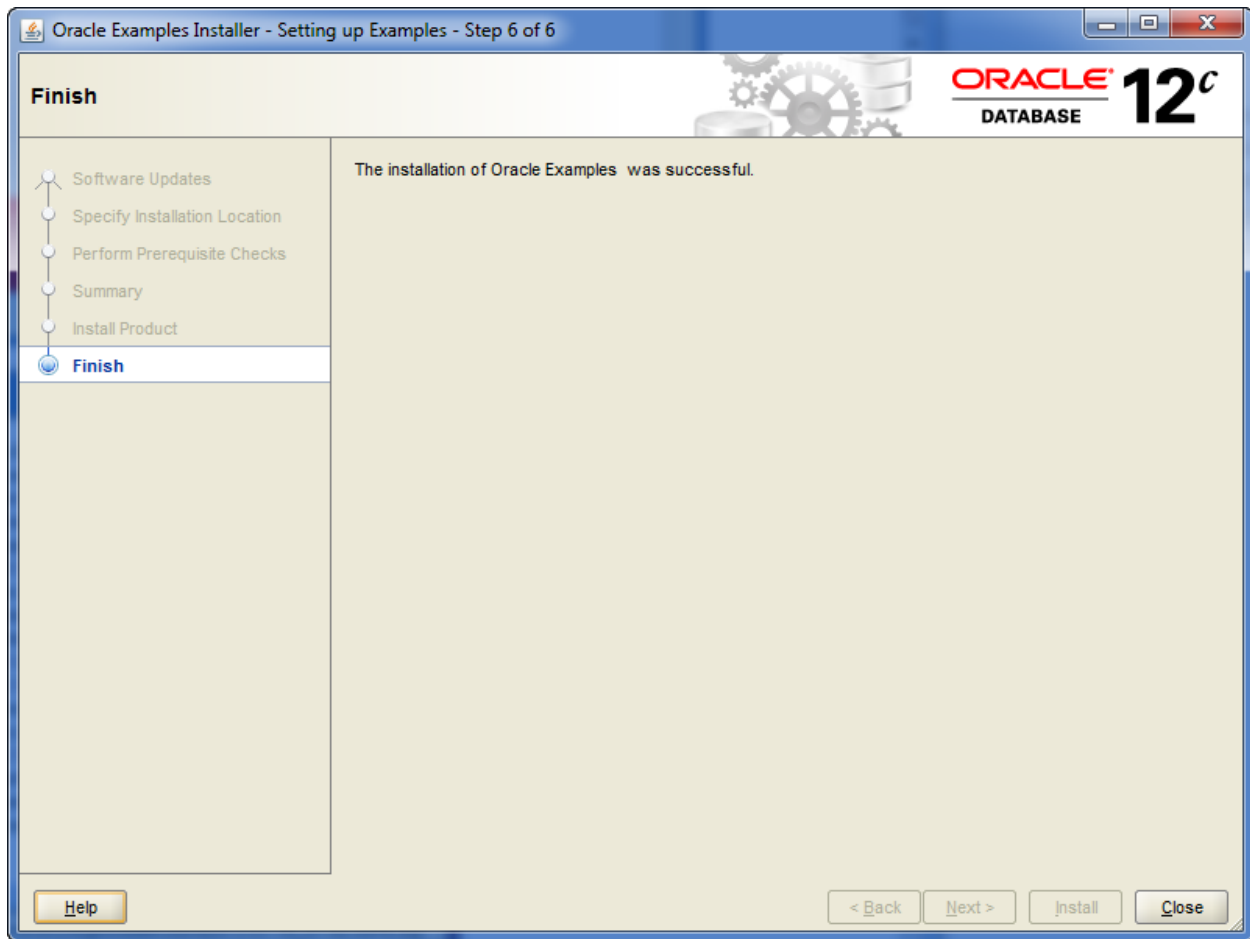 Oracle Examples Installer - Setting up Examples - Step 6 of 6
Finish
ORACLE®
DATABASE
12c
Software Updates
Specify Installation Location
Perform Prerequisite Checks
Summary
Install Product
Finish
The installation of Oracle Examples  was successful.
Help
< Back
Next >
Install
Close